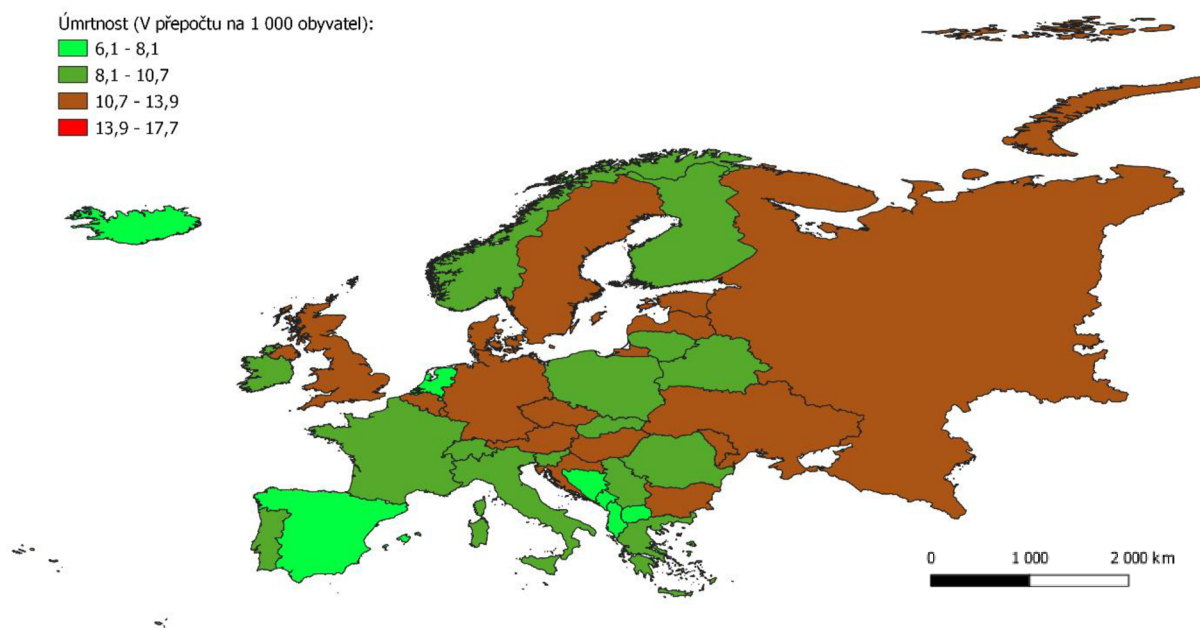 Úmrtnost (V přepočtu na 1 000 obyvatel):
6,1 - 8,1
8,1 - 10,7
10,7 - 13,9
13,9 - 17,7
0 1 000 2 000 km